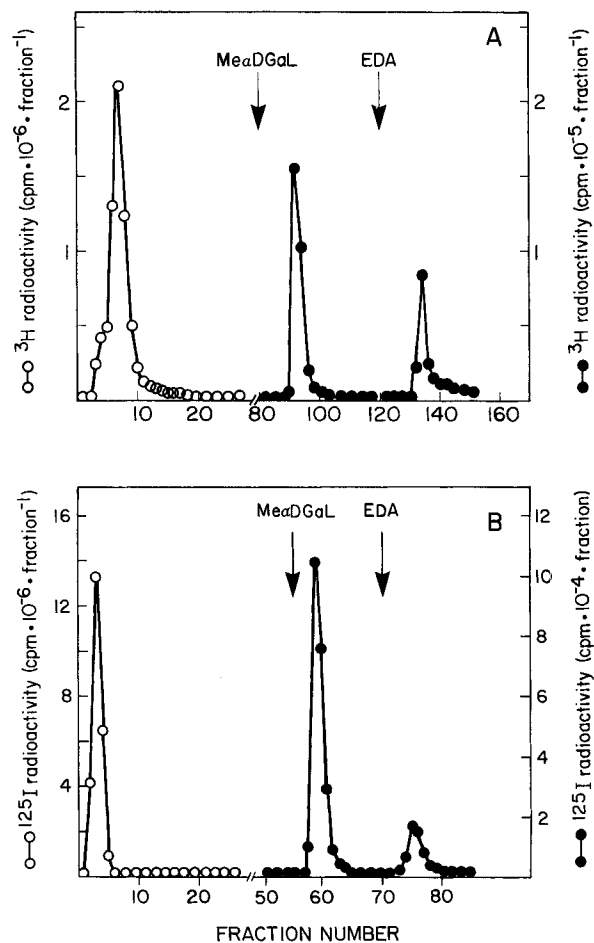 A
MeαDGaL
EDA
³H radioactivity (cpm·10⁻⁶·fraction⁻¹)
2
1
2
1
³H radioactivity (cpm·10⁻⁵·fraction⁻¹)
10 20 80 100 120 140 160
B
MeαDGaL
EDA
¹²⁵I radioactivity (cpm·10⁻⁶·fraction⁻¹)
16
12
8
4
12
10
8
6
4
2
¹²⁵I radioactivity (cpm·10⁻⁴·fraction)
10 20 50 60 70 80
FRACTION NUMBER